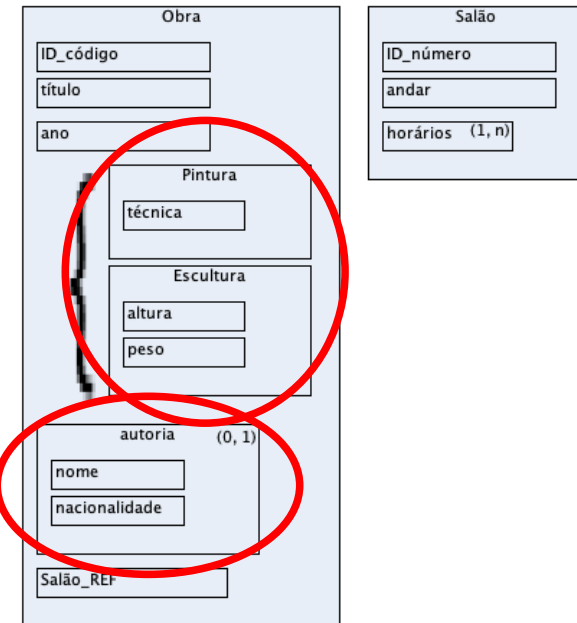 Obra
ID_código
título
ano
Pintura
técnica
Escultura
altura
peso
autoria (0, 1)
nome
nacionalidade
Salão_REF
Salão
ID_número
andar
horários (1, n)